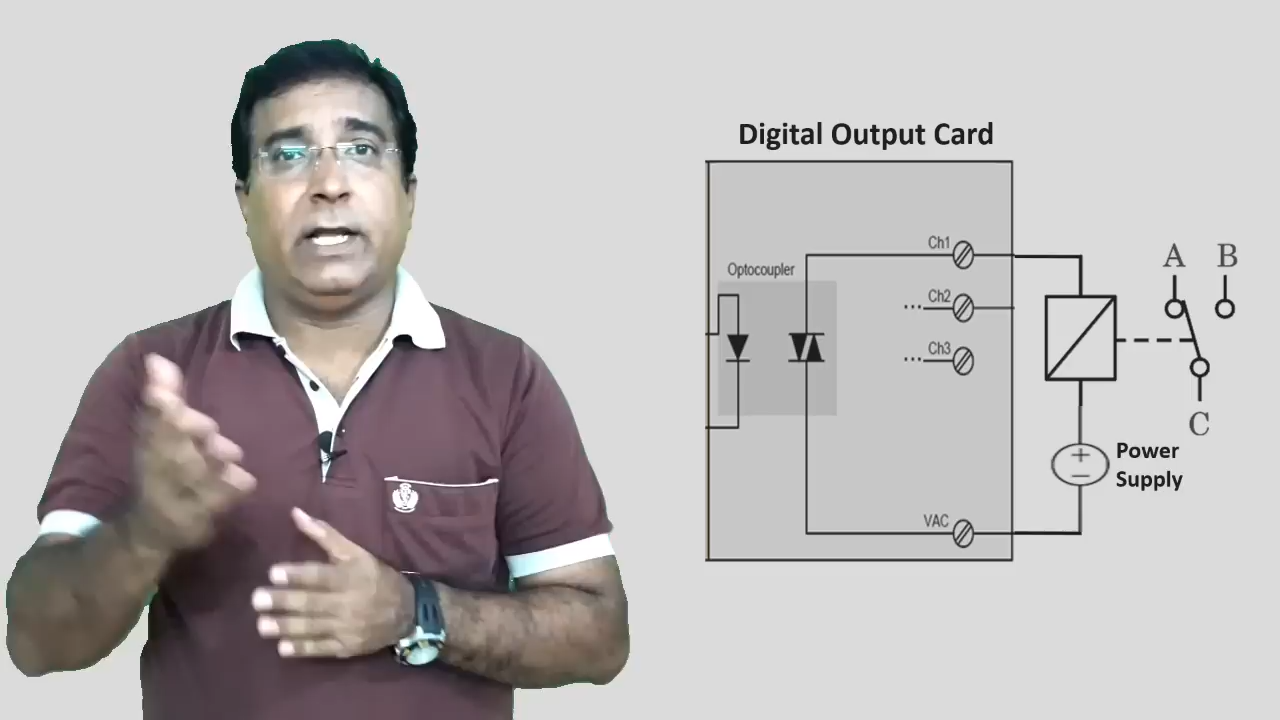 Digital Output Card
Ch1
Optocoupler
...Ch2
...Ch3
A B
C
+
−
Power
Supply
VAC